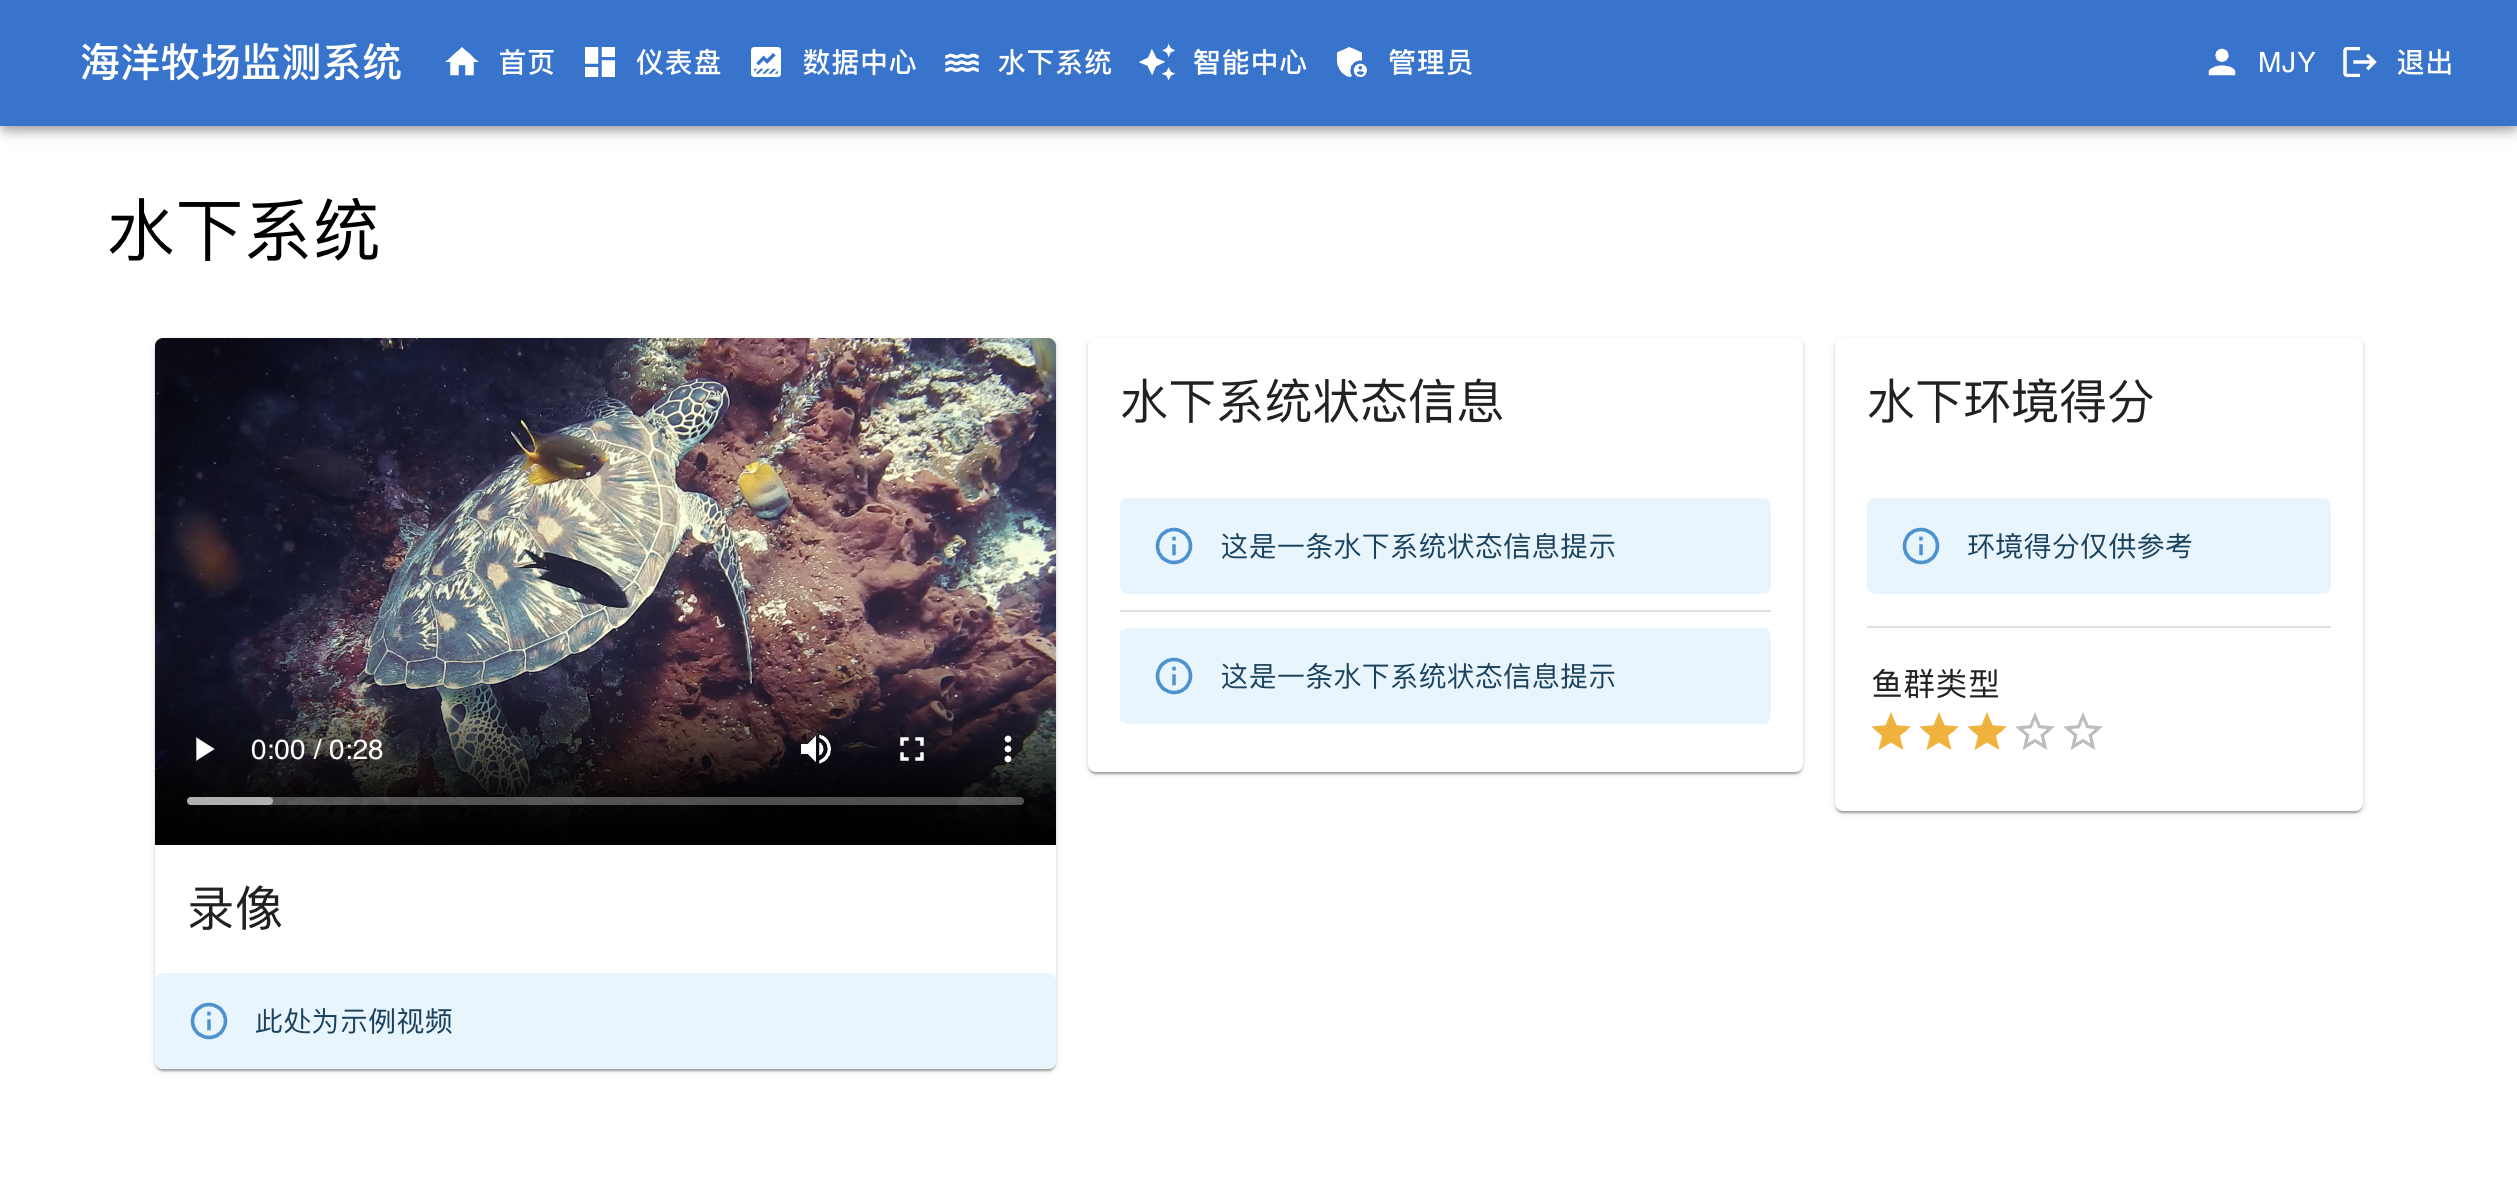 海洋牧场监测系统 首页 仪表盘 数据中心 水下系统 智能中心 管理员 MJY 退出
水下系统
0:00 / 0:28
录像
此处为示例视频
水下系统状态信息
这是一条水下系统状态信息提示
这是一条水下系统状态信息提示
水下环境得分
环境得分仅供参考
鱼群类型